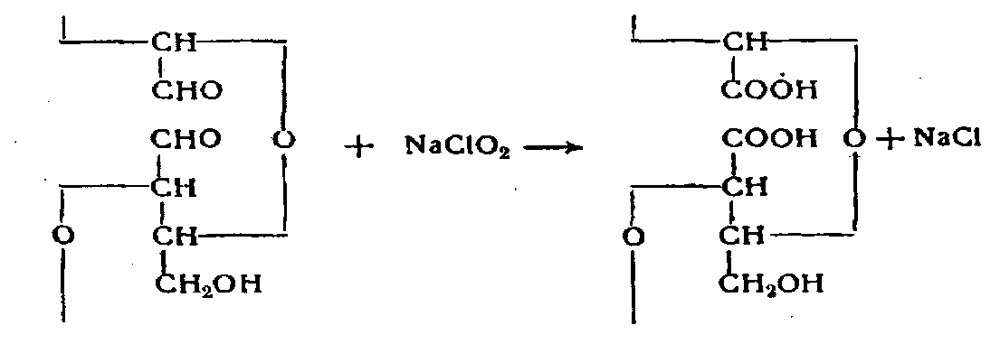 CH CH
CHO COOH
CHO O + NaClO₂ → COOH O + NaCl
CH CH
O CH O CH
CH₂OH CH₂OH